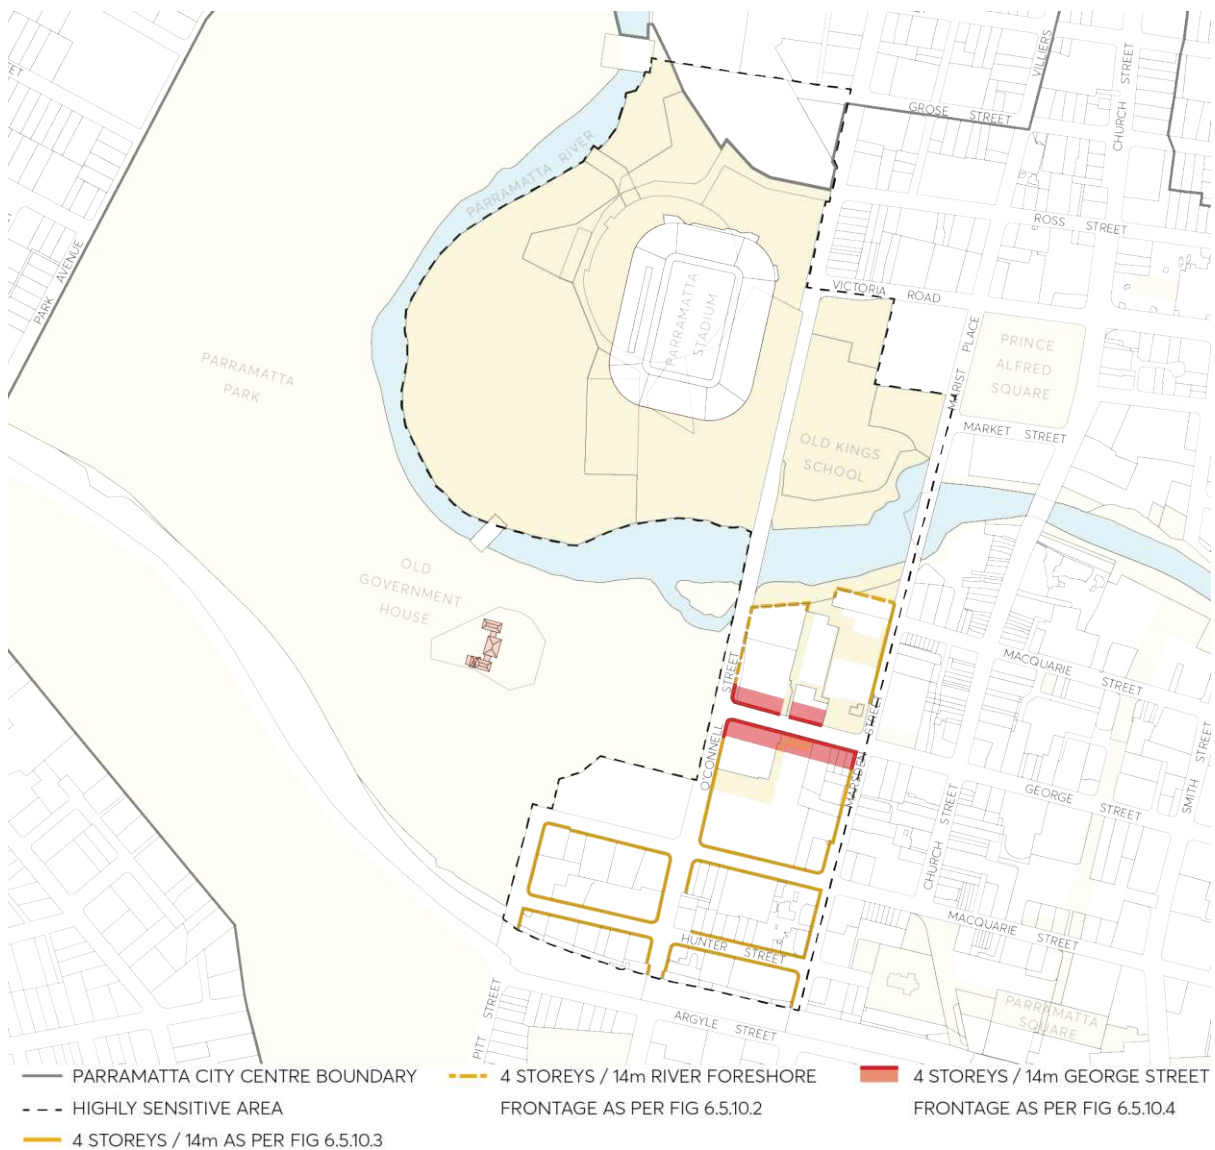 VILLIERS
CHURCH STREET
GROSE STREET
PARRAMATTA RIVER
ROSS STREET
PARK AVENUE
VICTORIA ROAD
PARRAMATTA
STADIUM
PARRAMATTA
PARK
MARIST PLACE
PRINCE
ALFRED
SQUARE
MARKET STREET
OLD KINGS
SCHOOL
OLD
GOVERNMENT
HOUSE
MACQUARIE STREET
O'CONNELL STREET
MARSDEN STREET
GEORGE STREET
SMITH STREET
CHURCH STREET
MACQUARIE STREET
HUNTER STREET
PARRAMATTA
SQUARE
PITT STREET
ARGYLE STREET
PARRAMATTA CITY CENTRE BOUNDARY
HIGHLY SENSITIVE AREA
4 STOREYS / 14m AS PER FIG 6.5.10.3
4 STOREYS / 14m RIVER FORESHORE
FRONTAGE AS PER FIG 6.5.10.2
4 STOREYS / 14m GEORGE STREET
FRONTAGE AS PER FIG 6.5.10.4